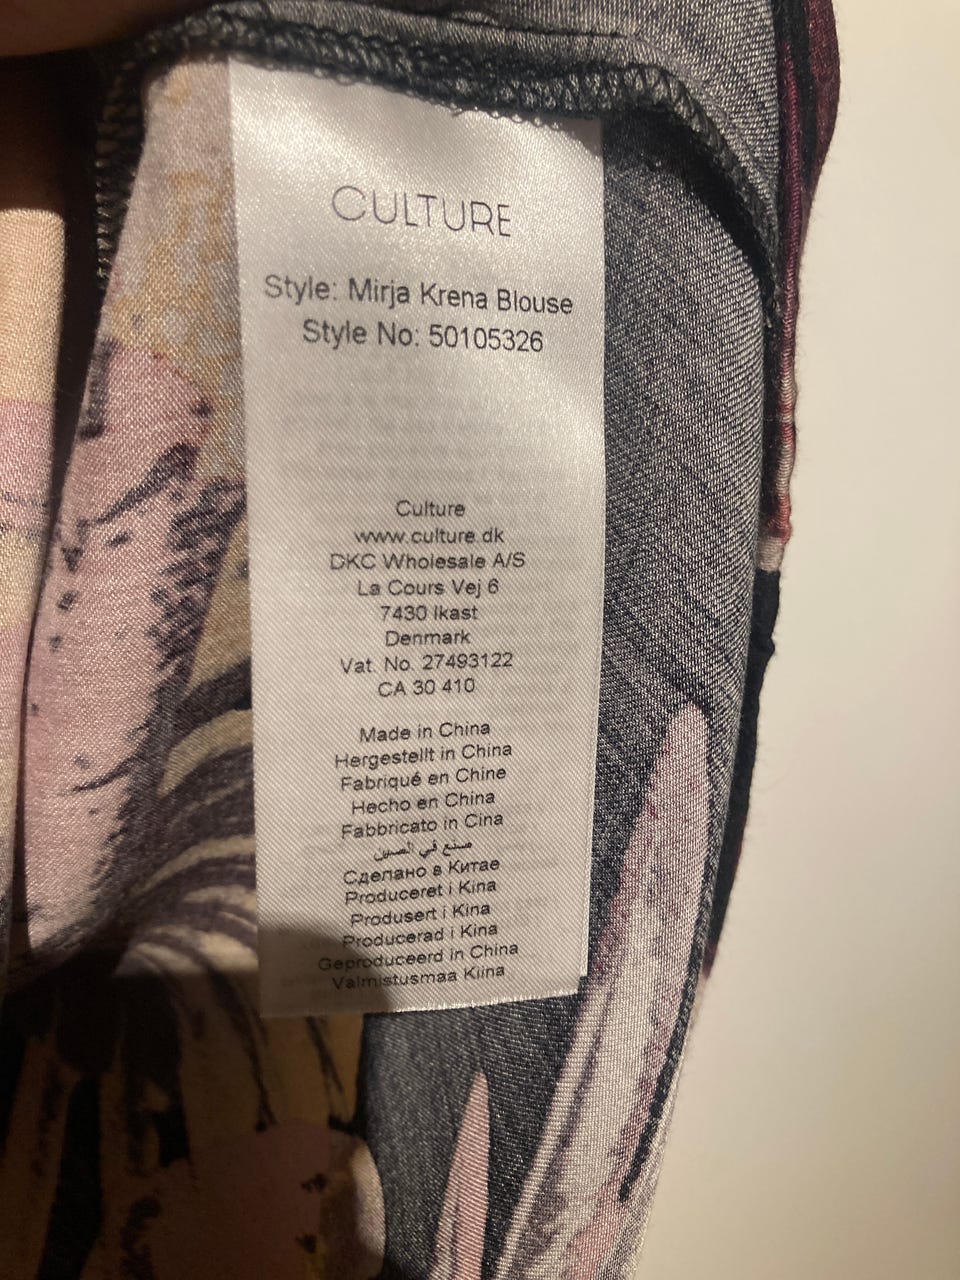 CULTURE
Style: Mirja Krena Blouse
Style No: 50105326
Culture
www.culture.dk
DKC Wholesale A/S
La Cours Vej 6
7430 Ikast
Denmark
Vat. No. 27493122
CA 30 410
Made in China
Hergestellt in China
Fabriqué en Chine
Hecho en China
Fabbricato in Cina
صنع في الصين
Сделано в Китае
Produceret i Kina
Produsert i Kina
Producerad i Kina
Geproduceerd in China
Valmistusmaa Kiina